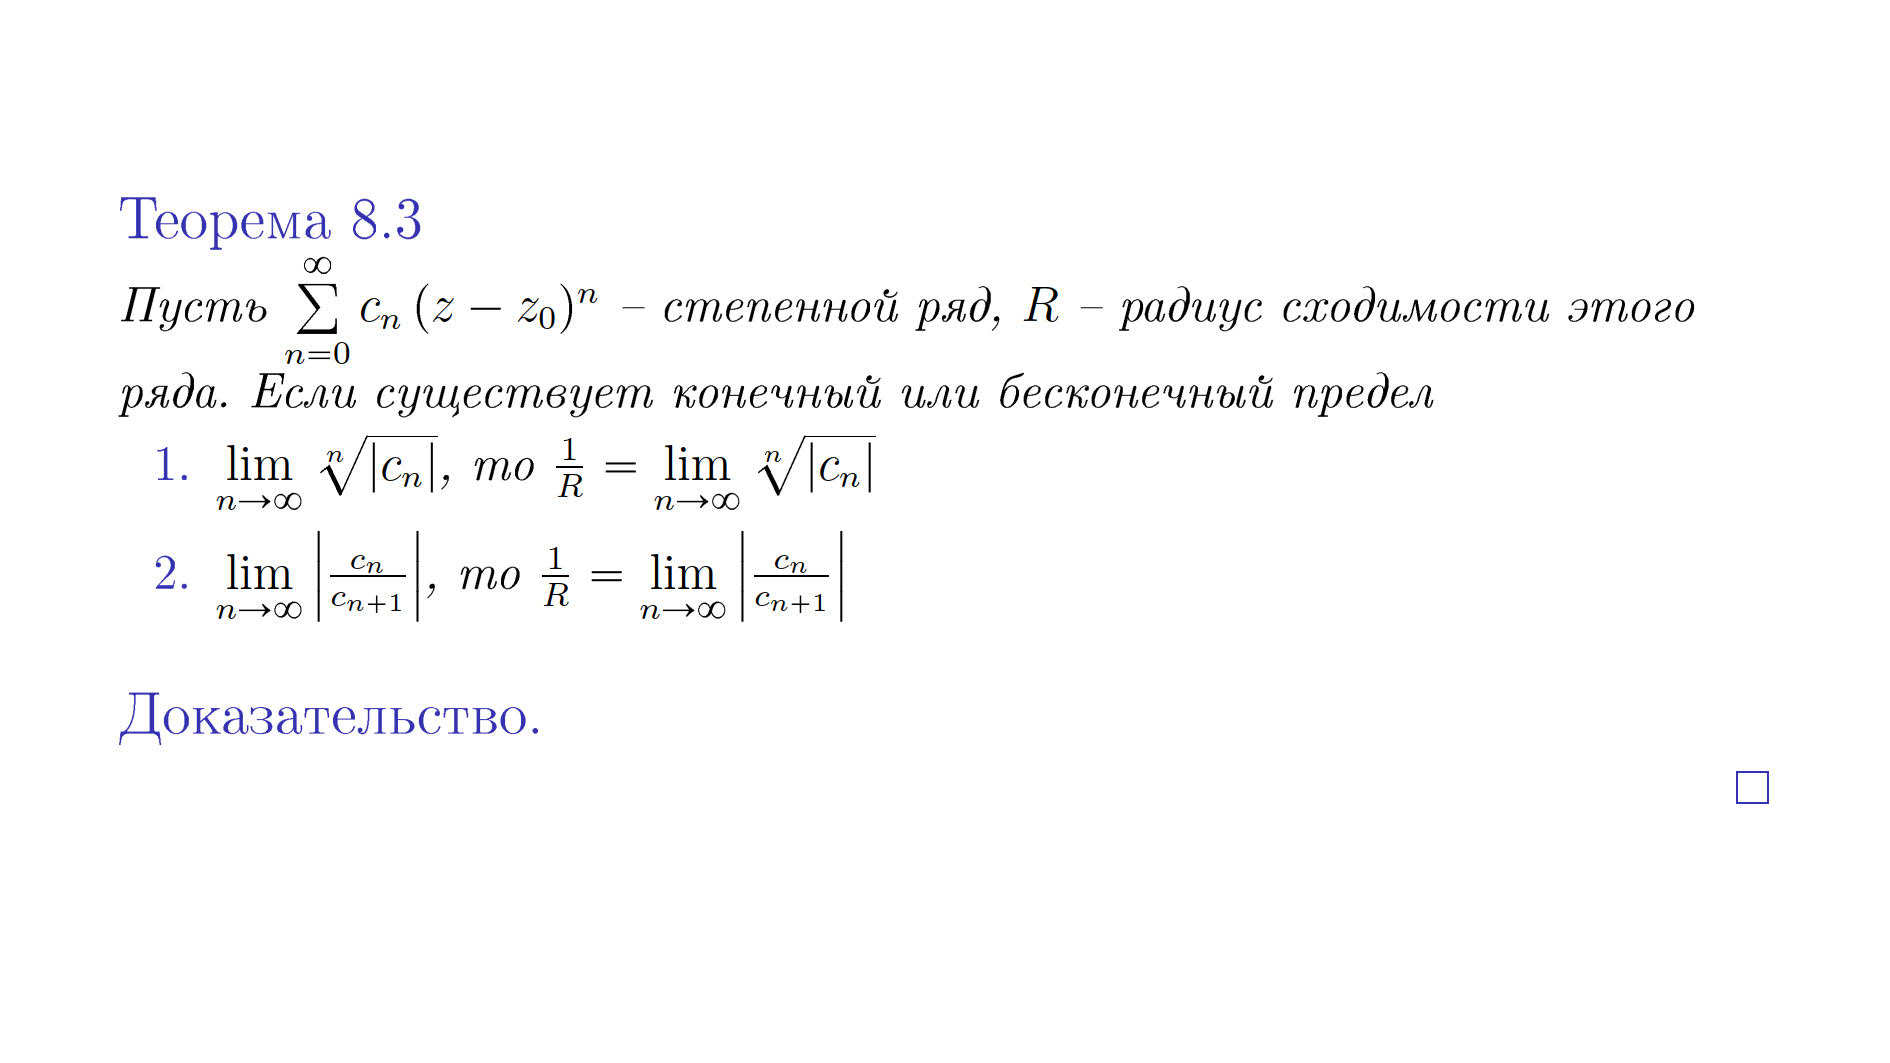 Теорема 8.3
Пусть $\sum\limits_{n=0}^{\infty} c_n (z - z_0)^n$ – степенной ряд, $R$ – радиус сходимости этого
ряда. Если существует конечный или бесконечный предел
1. $\lim\limits_{n \to \infty} \sqrt[n]{|c_n|}$, то $\frac{1}{R} = \lim\limits_{n \to \infty} \sqrt[n]{|c_n|}$
2. $\lim\limits_{n \to \infty} \left| \frac{c_n}{c_{n+1}} \right|$, то $\frac{1}{R} = \lim\limits_{n \to \infty} \left| \frac{c_n}{c_{n+1}} \right|$
Доказательство.
□